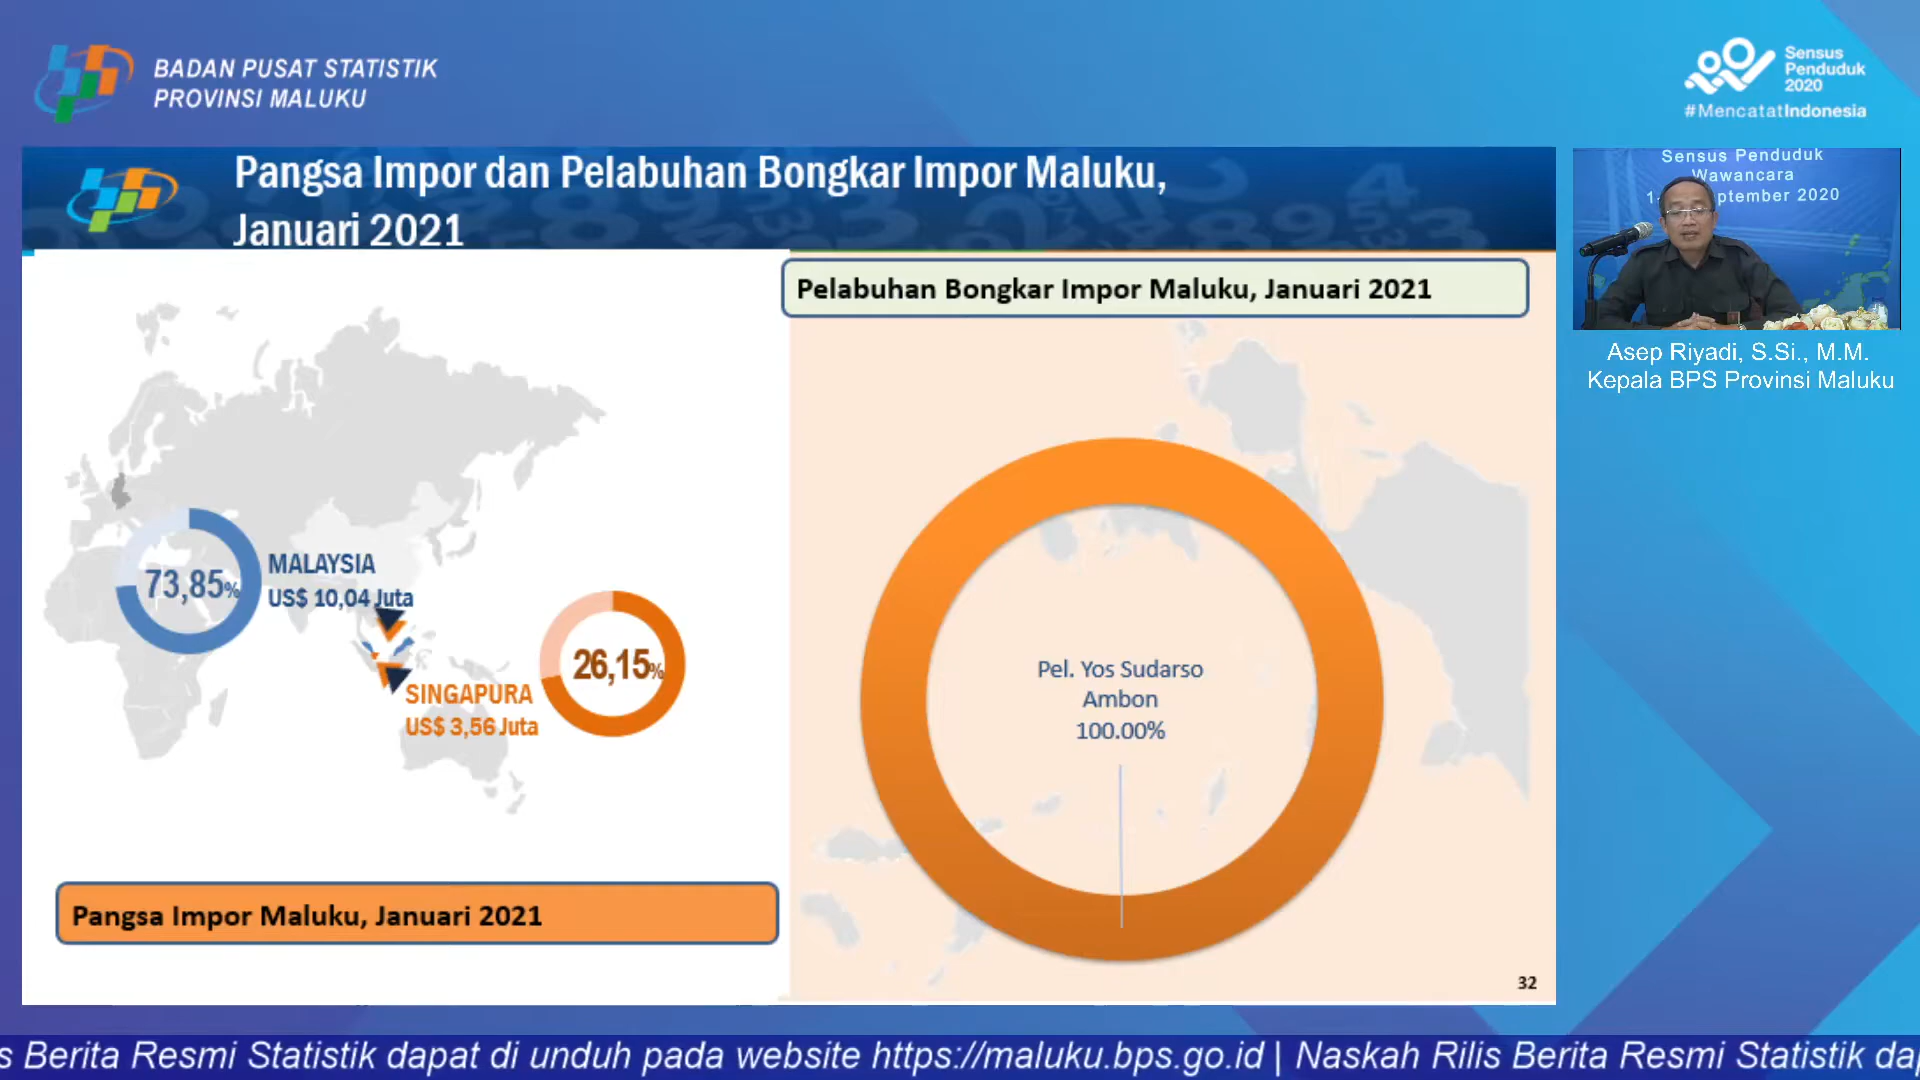 BADAN PUSAT STATISTIK
PROVINSI MALUKU
Sensus
Penduduk
2020
#MencatatIndonesia
Pangsa Impor dan Pelabuhan Bongkar Impor Maluku,
Januari 2021
Pelabuhan Bongkar Impor Maluku, Januari 2021
73,85%
MALAYSIA
US$ 10,04 Juta
26,15%
SINGAPURA
US$ 3,56 Juta
Pel. Yos Sudarso
Ambon
100.00%
Pangsa Impor Maluku, Januari 2021
32
Sensus Penduduk
Wawancara
September 2020
Asep Riyadi, S.Si., M.M.
Kepala BPS Provinsi Maluku
s Berita Resmi Statistik dapat di unduh pada website https://maluku.bps.go.id | Naskah Rilis Berita Resmi Statistik da